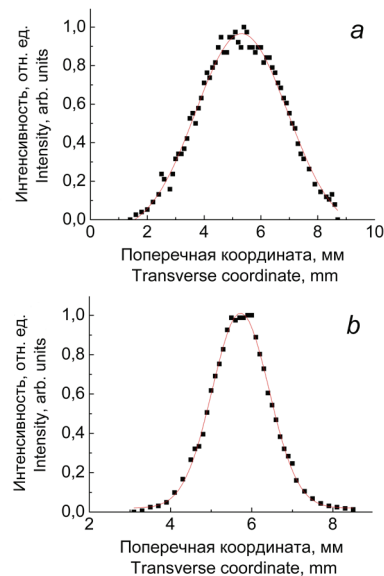 a
1,0
0,8
0,6
0,4
0,2
0,0
Интенсивность, отн. ед.
Intensity, arb. units
0 2 4 6 8 10
Поперечная координата, мм
Transverse coordinate, mm
b
1,0
0,8
0,6
0,4
0,2
0,0
Интенсивность, отн. ед.
Intensity, arb. units
2 4 6 8
Поперечная координата, мм
Transverse coordinate, mm